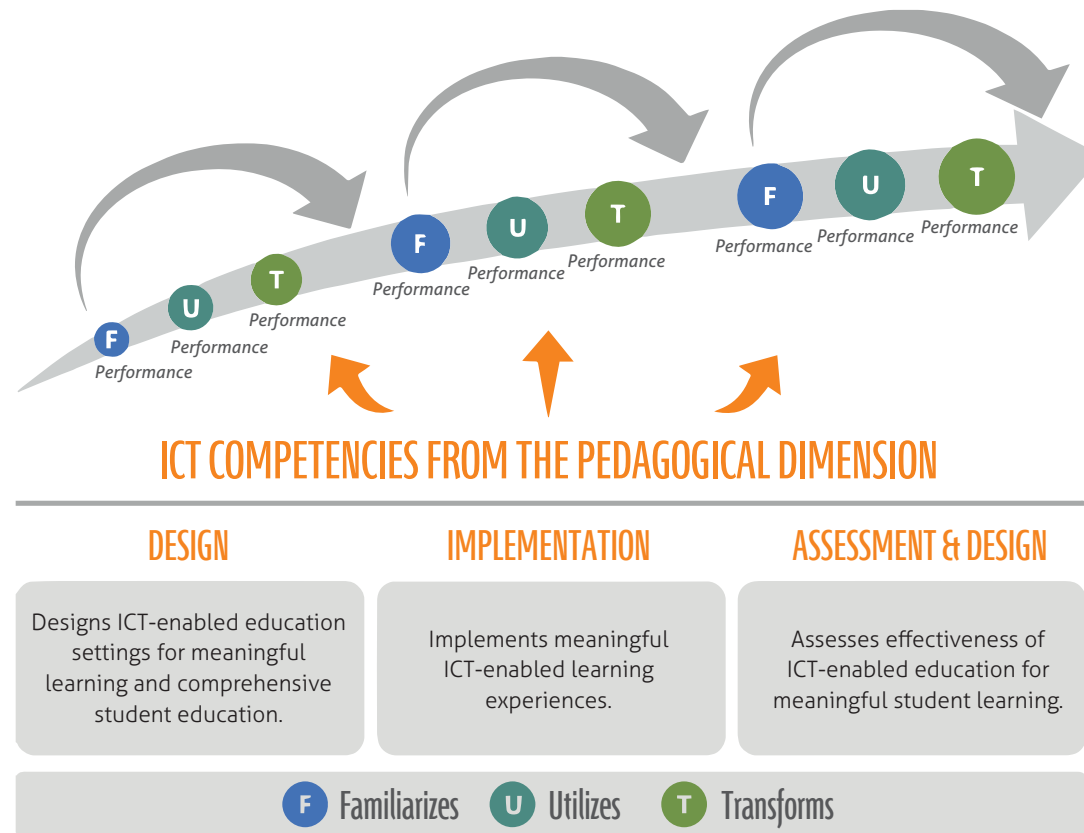 F
Performance
U
Performance
T
Performance
F
Performance
U
Performance
T
Performance
F
Performance
U
Performance
T
Performance
ICT COMPETENCIES FROM THE PEDAGOGICAL DIMENSION
DESIGN
Designs ICT-enabled education
settings for meaningful
learning and comprehensive
student education.
IMPLEMENTATION
Implements meaningful
ICT-enabled learning
experiences.
ASSESSMENT & DESIGN
Assesses effectiveness of
ICT-enabled education for
meaningful student learning.
F Familiarizes U Utilizes T Transforms